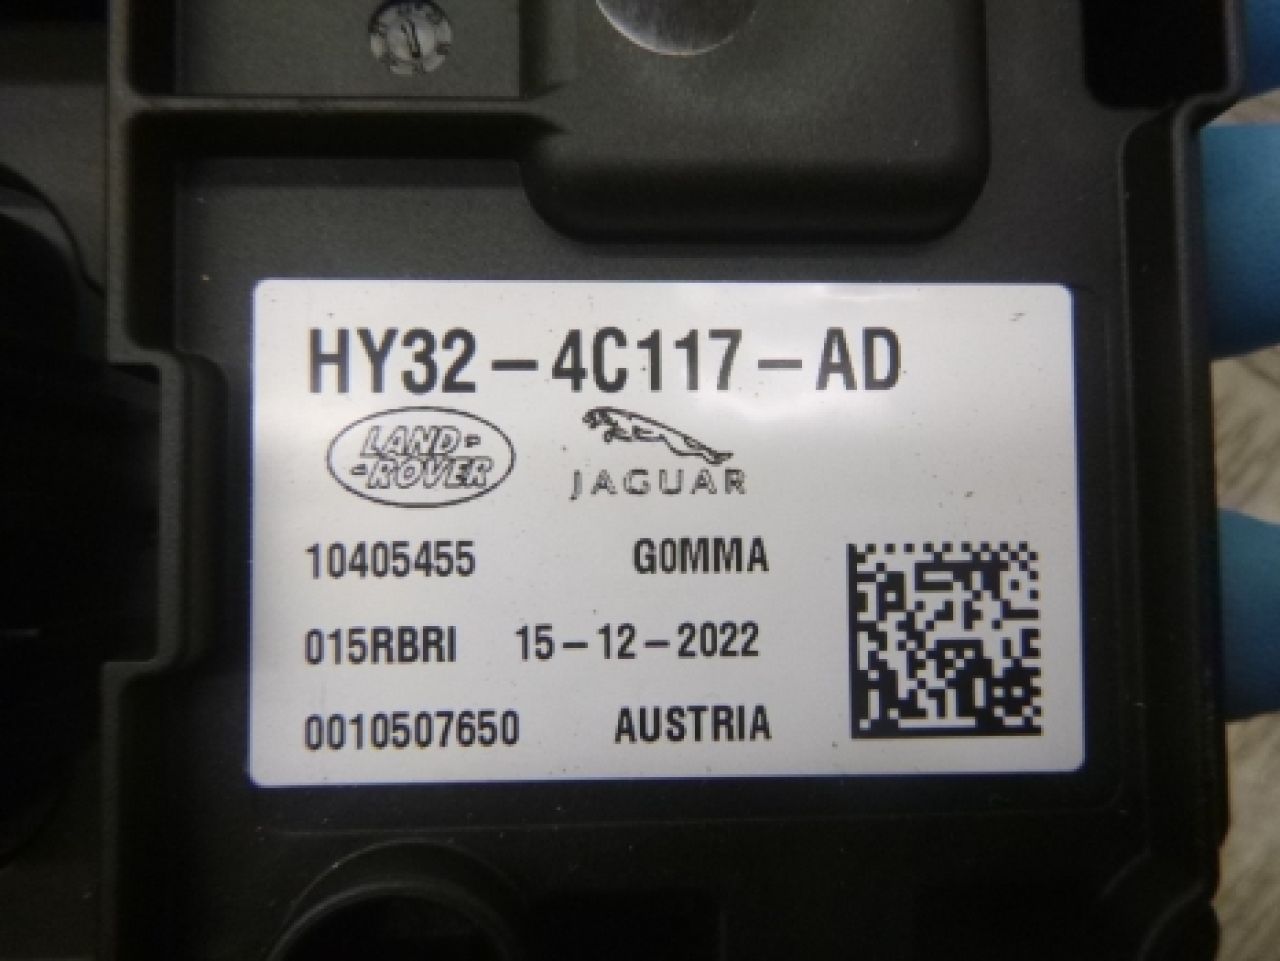 HY32-4C117-AD
LAND-
-ROVER
JAGUAR
10405455 G0MMA
015RBRI 15-12-2022
0010507650 AUSTRIA